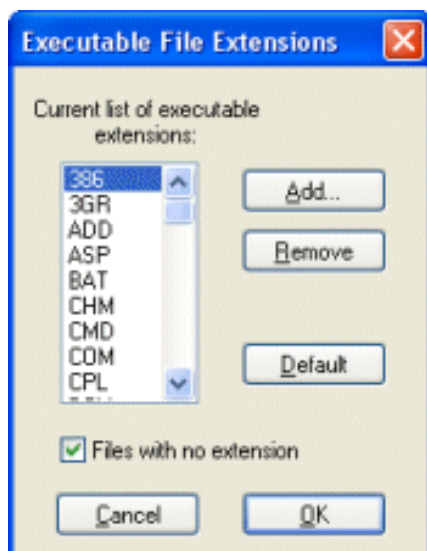 Executable File Extensions
Current list of executable
extensions:
386
3GR
ADD
ASP
BAT
CHM
CMD
COM
CPL
Add...
Remove
Default
Files with no extension
Cancel
OK